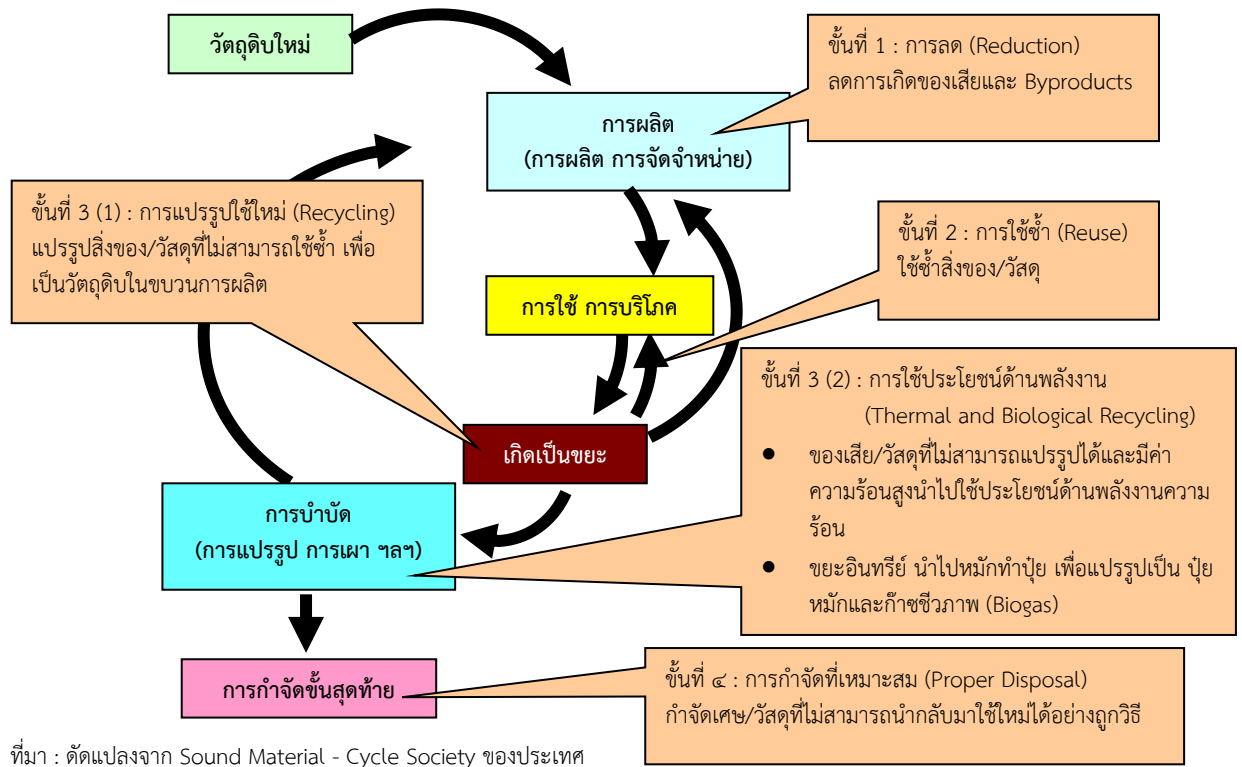 วัตถุดิบใหม่
ขั้นที่ 1 : การลด (Reduction)
ลดการเกิดของเสียและ Byproducts
การผลิต
(การผลิต การจัดจำหน่าย)
ขั้นที่ 3 (1) : การแปรรูปใช้ใหม่ (Recycling)
แปรรูปสิ่งของ/วัสดุที่ไม่สามารถใช้ซ้ำ เพื่อ
เป็นวัตถุดิบในขบวนการผลิต
ขั้นที่ 2 : การใช้ซ้ำ (Reuse)
ใช้ซ้ำสิ่งของ/วัสดุ
การใช้ การบริโภค
ขั้นที่ 3 (2) : การใช้ประโยชน์ด้านพลังงาน
(Thermal and Biological Recycling)
● ของเสีย/วัสดุที่ไม่สามารถแปรรูปได้และมีค่า
ความร้อนสูงนำไปใช้ประโยชน์ด้านพลังงานความ
ร้อน
● ขยะอินทรีย์ นำไปหมักทำปุ๋ย เพื่อแปรรูปเป็น ปุ๋ย
หมักและก๊าซชีวภาพ (Biogas)
เกิดเป็นขยะ
การบำบัด
(การแปรรูป การเผา ฯลฯ)
การกำจัดขั้นสุดท้าย
ขั้นที่ ๔ : การกำจัดที่เหมาะสม (Proper Disposal)
กำจัดเศษ/วัสดุที่ไม่สามารถนำกลับมาใช้ใหม่ได้อย่างถูกวิธี
ที่มา : ดัดแปลงจาก Sound Material - Cycle Society ของประเทศ